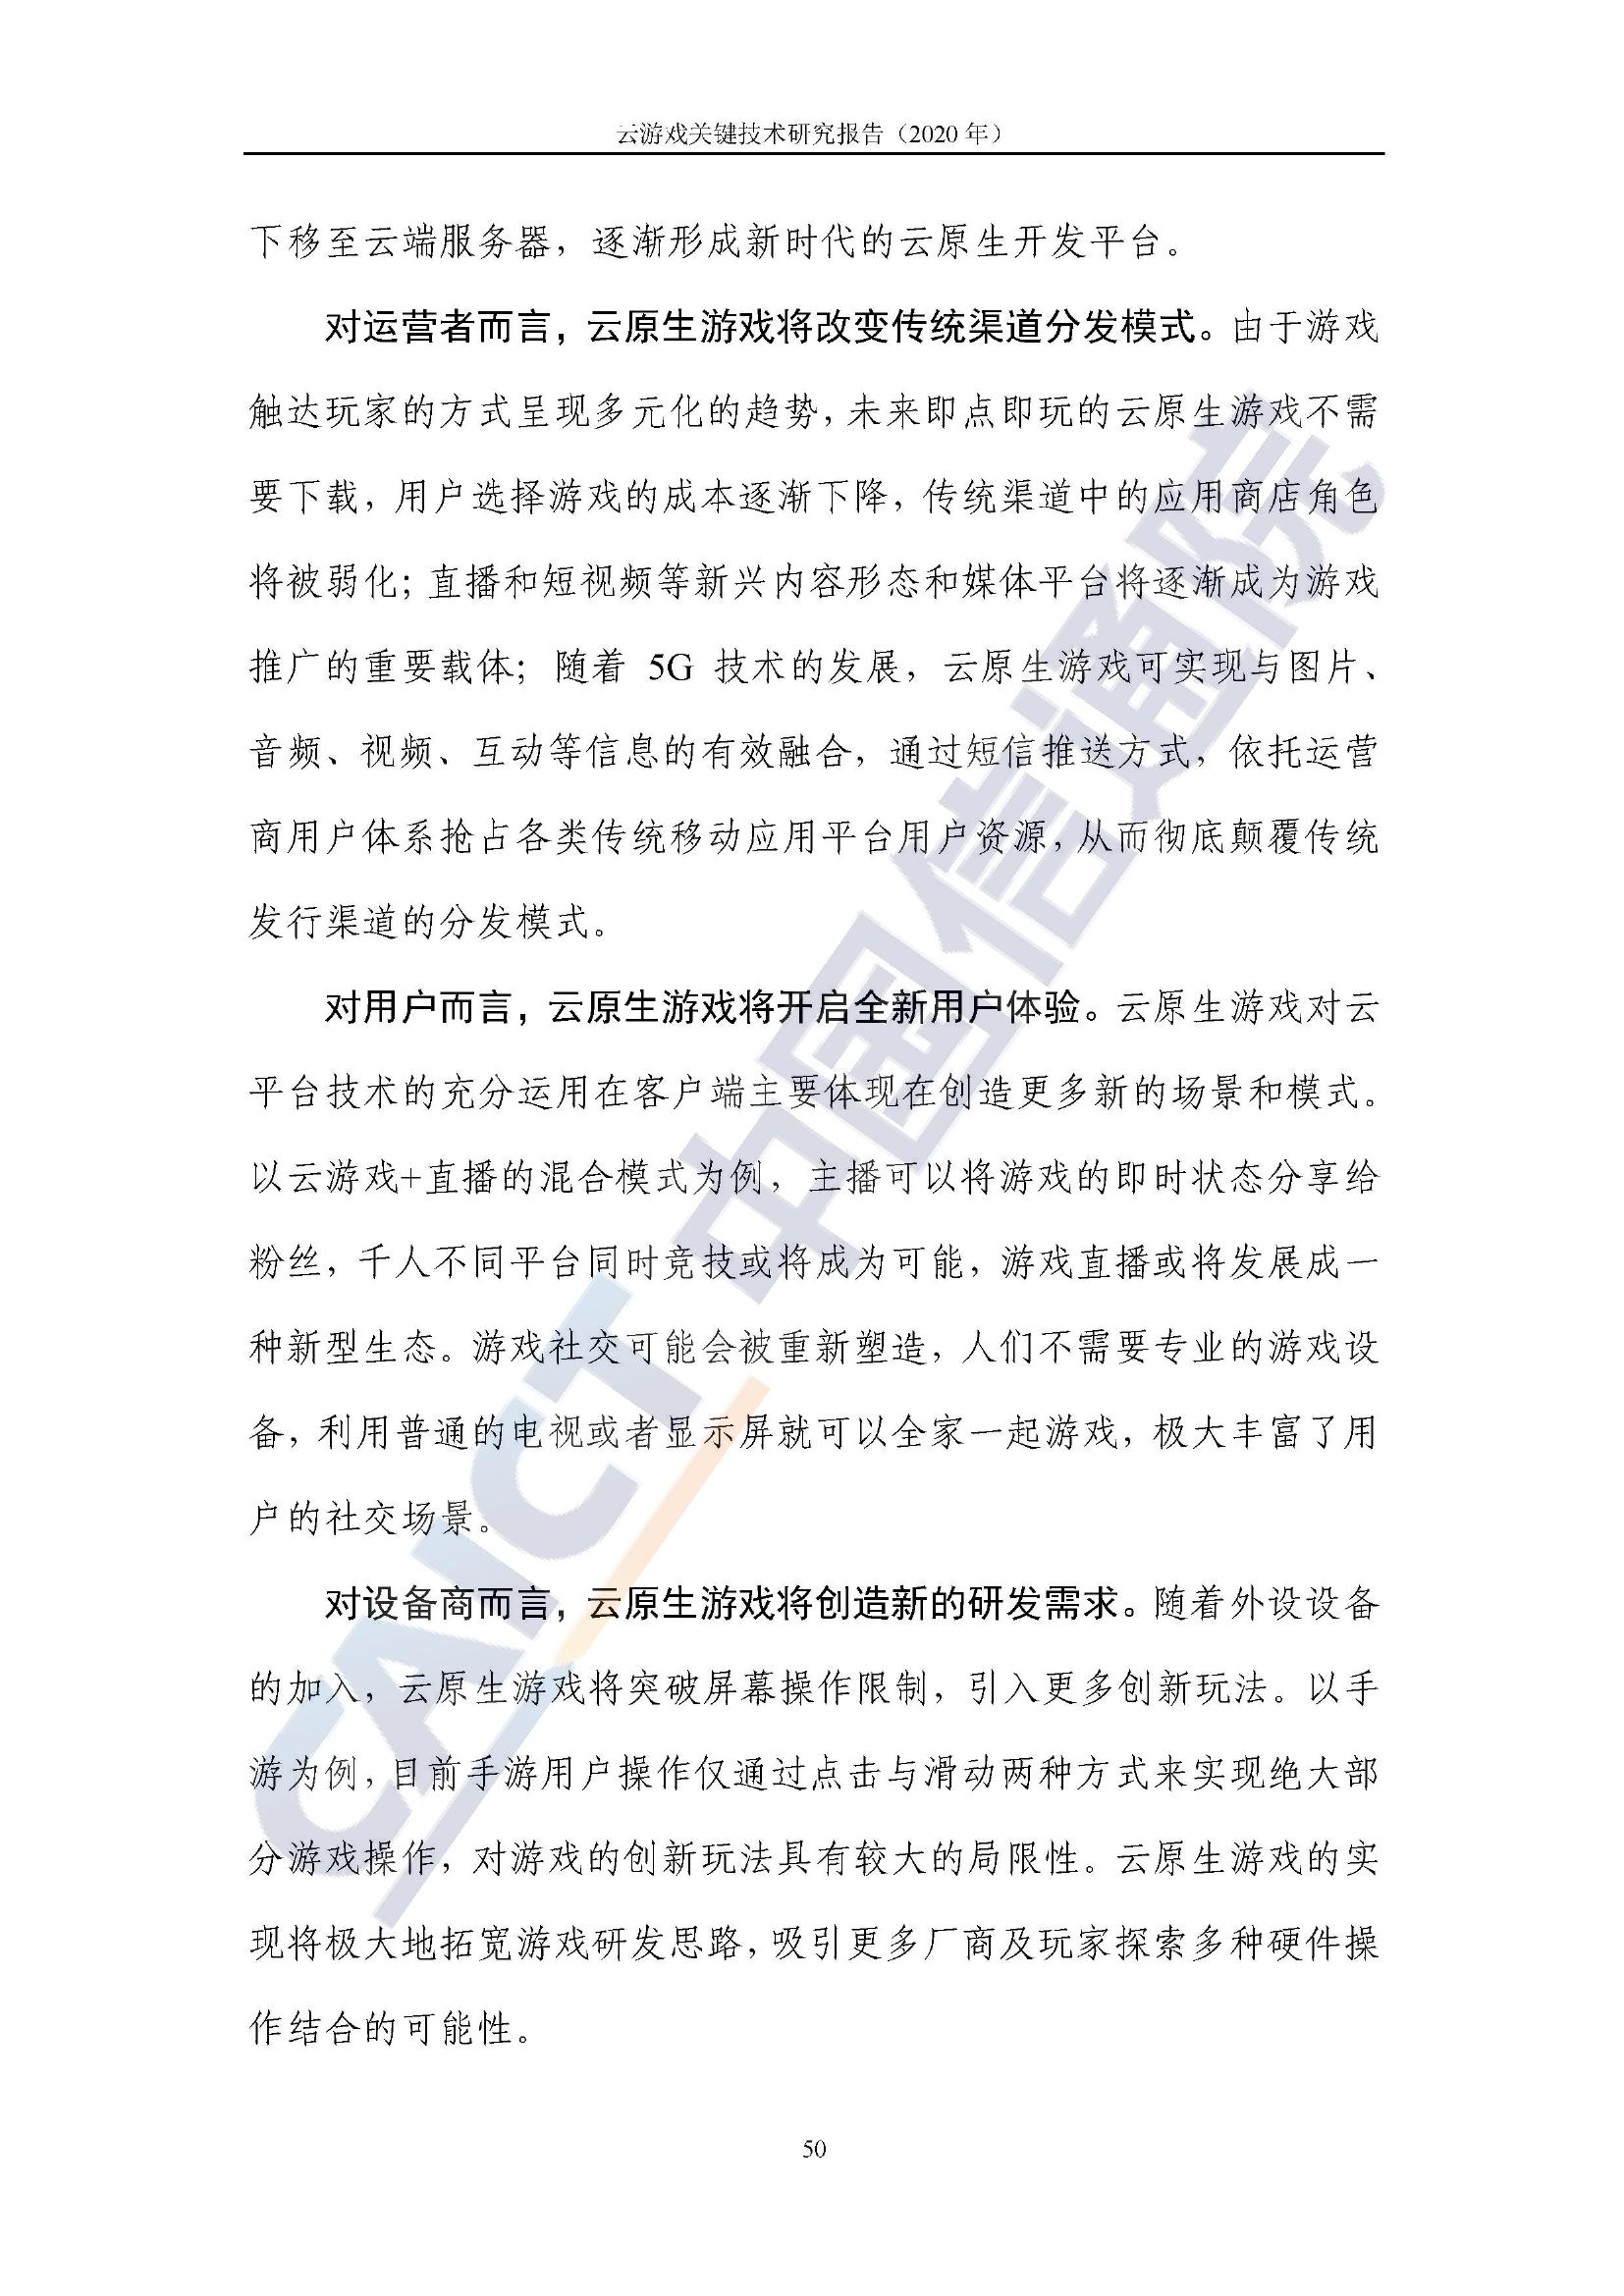 云游戏关键技术研究报告（2020 年）
下移至云端服务器，逐渐形成新时代的云原生开发平台。
对运营者而言，云原生游戏将改变传统渠道分发模式。由于游戏
触达玩家的方式呈现多元化的趋势，未来即点即玩的云原生游戏不需
要下载，用户选择游戏的成本逐渐下降，传统渠道中的应用商店角色
将被弱化；直播和短视频等新兴内容形态和媒体平台将逐渐成为游戏
推广的重要载体；随着 5G 技术的发展，云原生游戏可实现与图片、
音频、视频、互动等信息的有效融合，通过短信推送方式，依托运营
商用户体系抢占各类传统移动应用平台用户资源，从而彻底颠覆传统
发行渠道的分发模式。
对用户而言，云原生游戏将开启全新用户体验。云原生游戏对云
平台技术的充分运用在客户端主要体现在创造更多新的场景和模式。
以云游戏+直播的混合模式为例，主播可以将游戏的即时状态分享给
粉丝，千人不同平台同时竞技或将成为可能，游戏直播或将发展成一
种新型生态。游戏社交可能会被重新塑造，人们不需要专业的游戏设
备，利用普通的电视或者显示屏就可以全家一起游戏，极大丰富了用
户的社交场景。
对设备商而言，云原生游戏将创造新的研发需求。随着外设设备
的加入，云原生游戏将突破屏幕操作限制，引入更多创新玩法。以手
游为例，目前手游用户操作仅通过点击与滑动两种方式来实现绝大部
分游戏操作，对游戏的创新玩法具有较大的局限性。云原生游戏的实
现将极大地拓宽游戏研发思路，吸引更多厂商及玩家探索多种硬件操
作结合的可能性。
CAICT 中国信通院
50